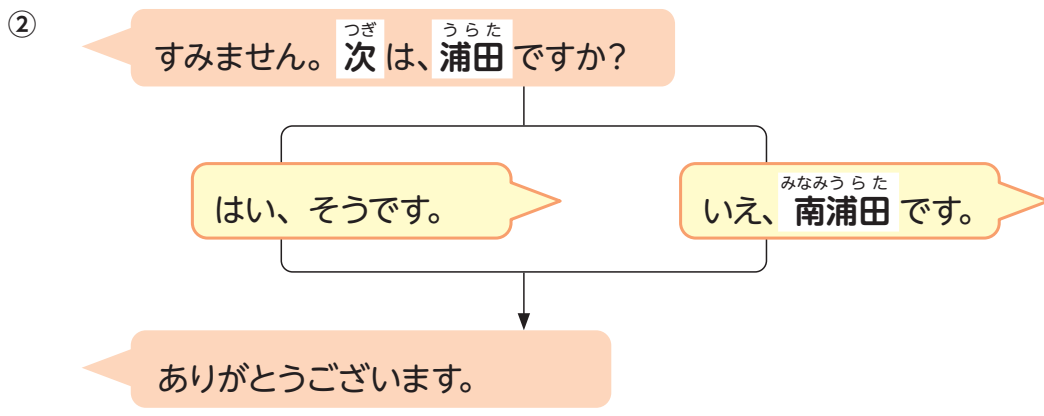 ②
つぎ うらた
すみません。次は、浦田ですか?
はい、そうです。
みなみうらた
いえ、南浦田です。
ありがとうございます。